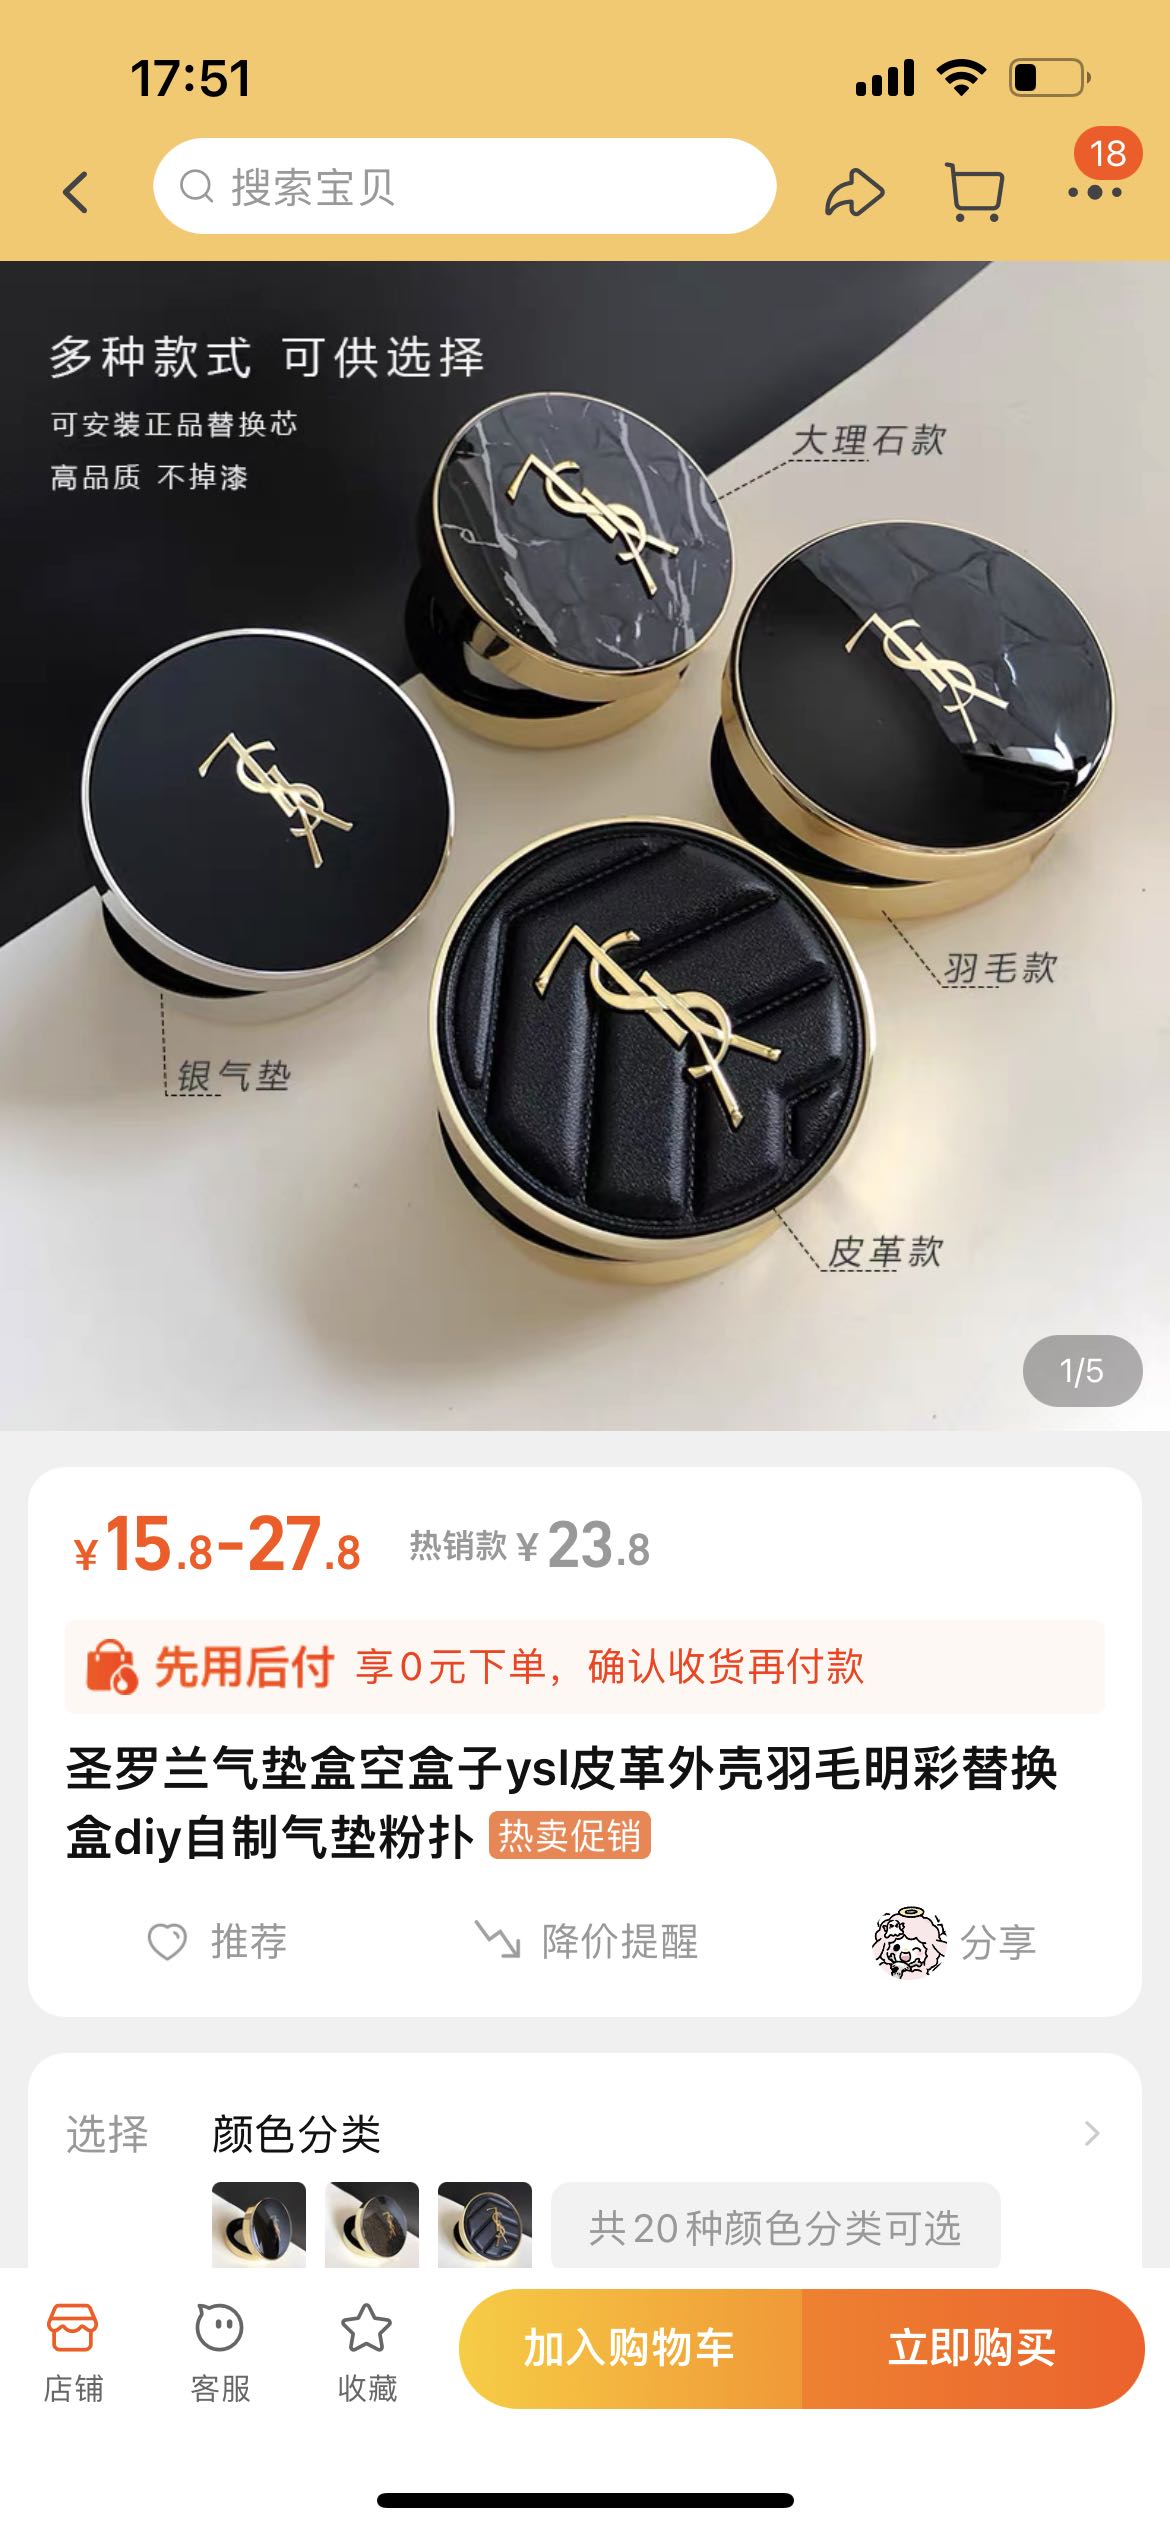 17:51
搜索宝贝
18
多种款式 可供选择
可安装正品替换芯
高品质 不掉漆
大理石款
YSL
YSL
YSL
羽毛款
YSL
银气垫
皮革款
1/5
¥15.8-27.8 热销款¥23.8
先用后付 享0元下单，确认收货再付款
圣罗兰气垫盒空盒子ysl皮革外壳羽毛明彩替换
盒diy自制气垫粉扑 热卖促销
推荐 降价提醒 分享
选择 颜色分类
共20种颜色分类可选
店铺 客服 收藏 加入购物车 立即购买